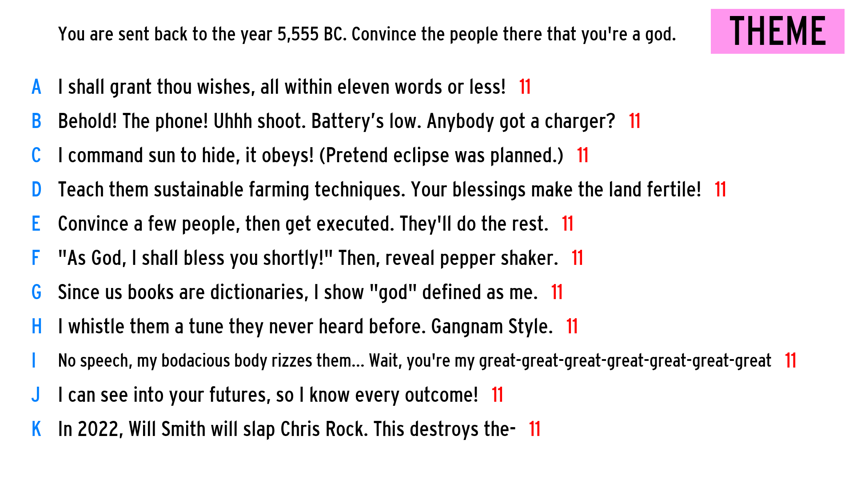 You are sent back to the year 5,555 BC. Convince the people there that you're a god.
THEME
A I shall grant thou wishes, all within eleven words or less! 11
B Behold! The phone! Uhhh shoot. Battery’s low. Anybody got a charger? 11
C I command sun to hide, it obeys! (Pretend eclipse was planned.) 11
D Teach them sustainable farming techniques. Your blessings make the land fertile! 11
E Convince a few people, then get executed. They'll do the rest. 11
F "As God, I shall bless you shortly!" Then, reveal pepper shaker. 11
G Since us books are dictionaries, I show "god" defined as me. 11
H I whistle them a tune they never heard before. Gangnam Style. 11
I No speech, my bodacious body rizzes them... Wait, you're my great-great-great-great-great-great-great 11
J I can see into your futures, so I know every outcome! 11
K In 2022, Will Smith will slap Chris Rock. This destroys the- 11